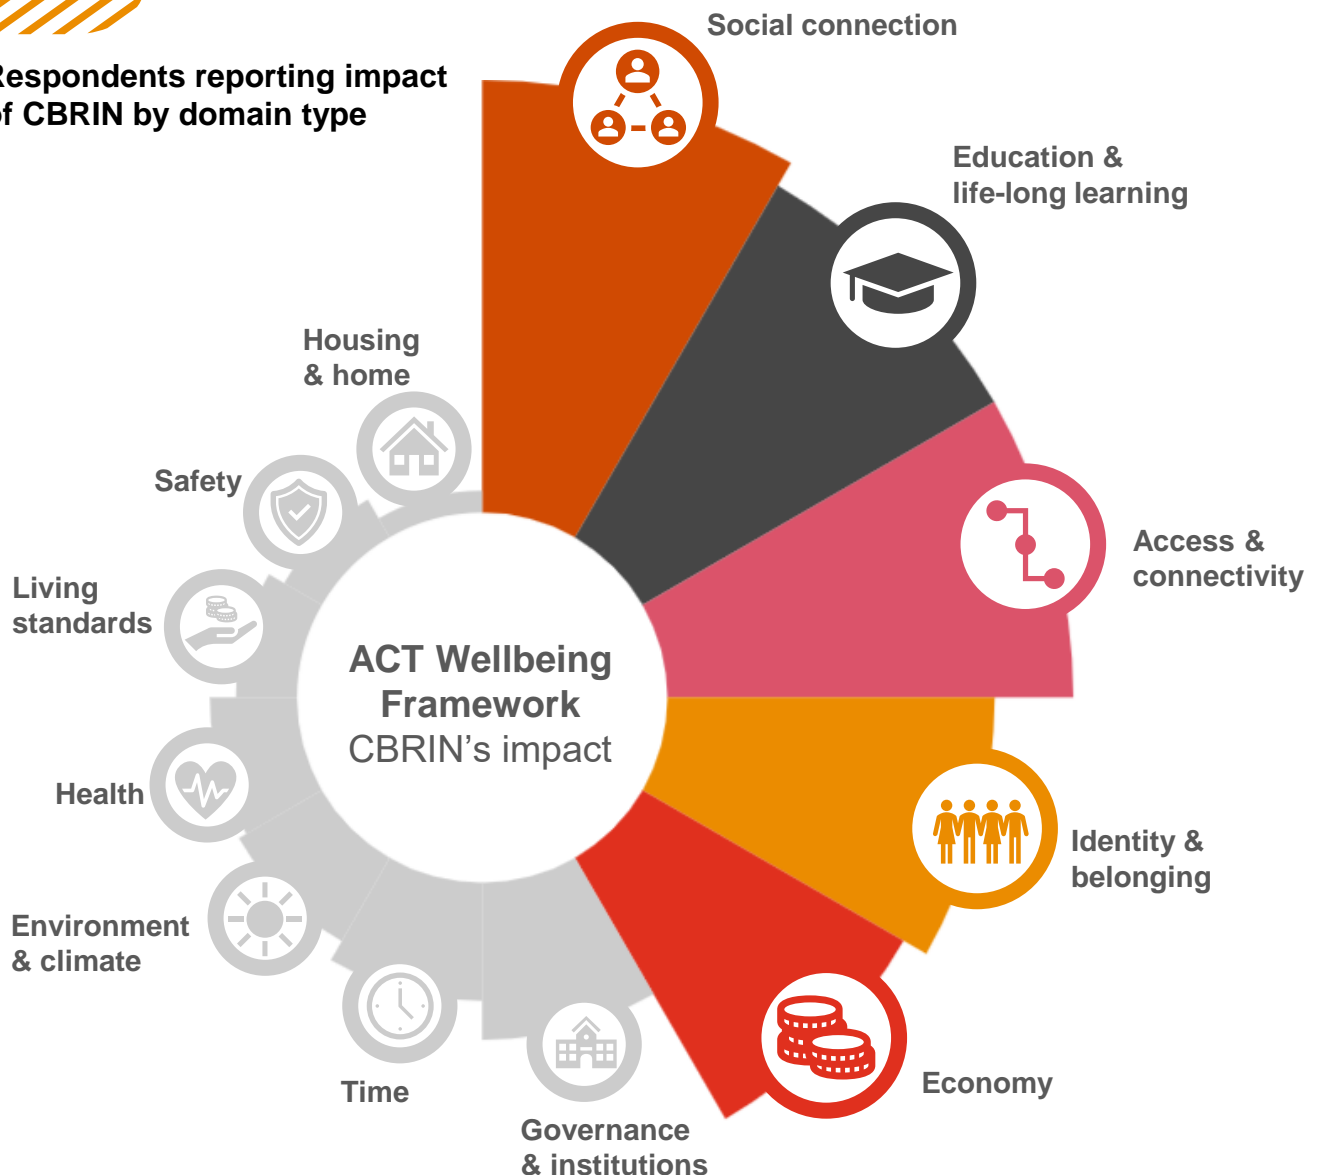 Social connection
Respondents reporting impact
of CBRIN by domain type
Education &
life-long learning
Housing
& home
Safety
Access &
connectivity
Living
standards
ACT Wellbeing
Framework
CBRIN's impact
Health
Identity &
belonging
Environment
& climate
Time
Economy
Governance
& institutions